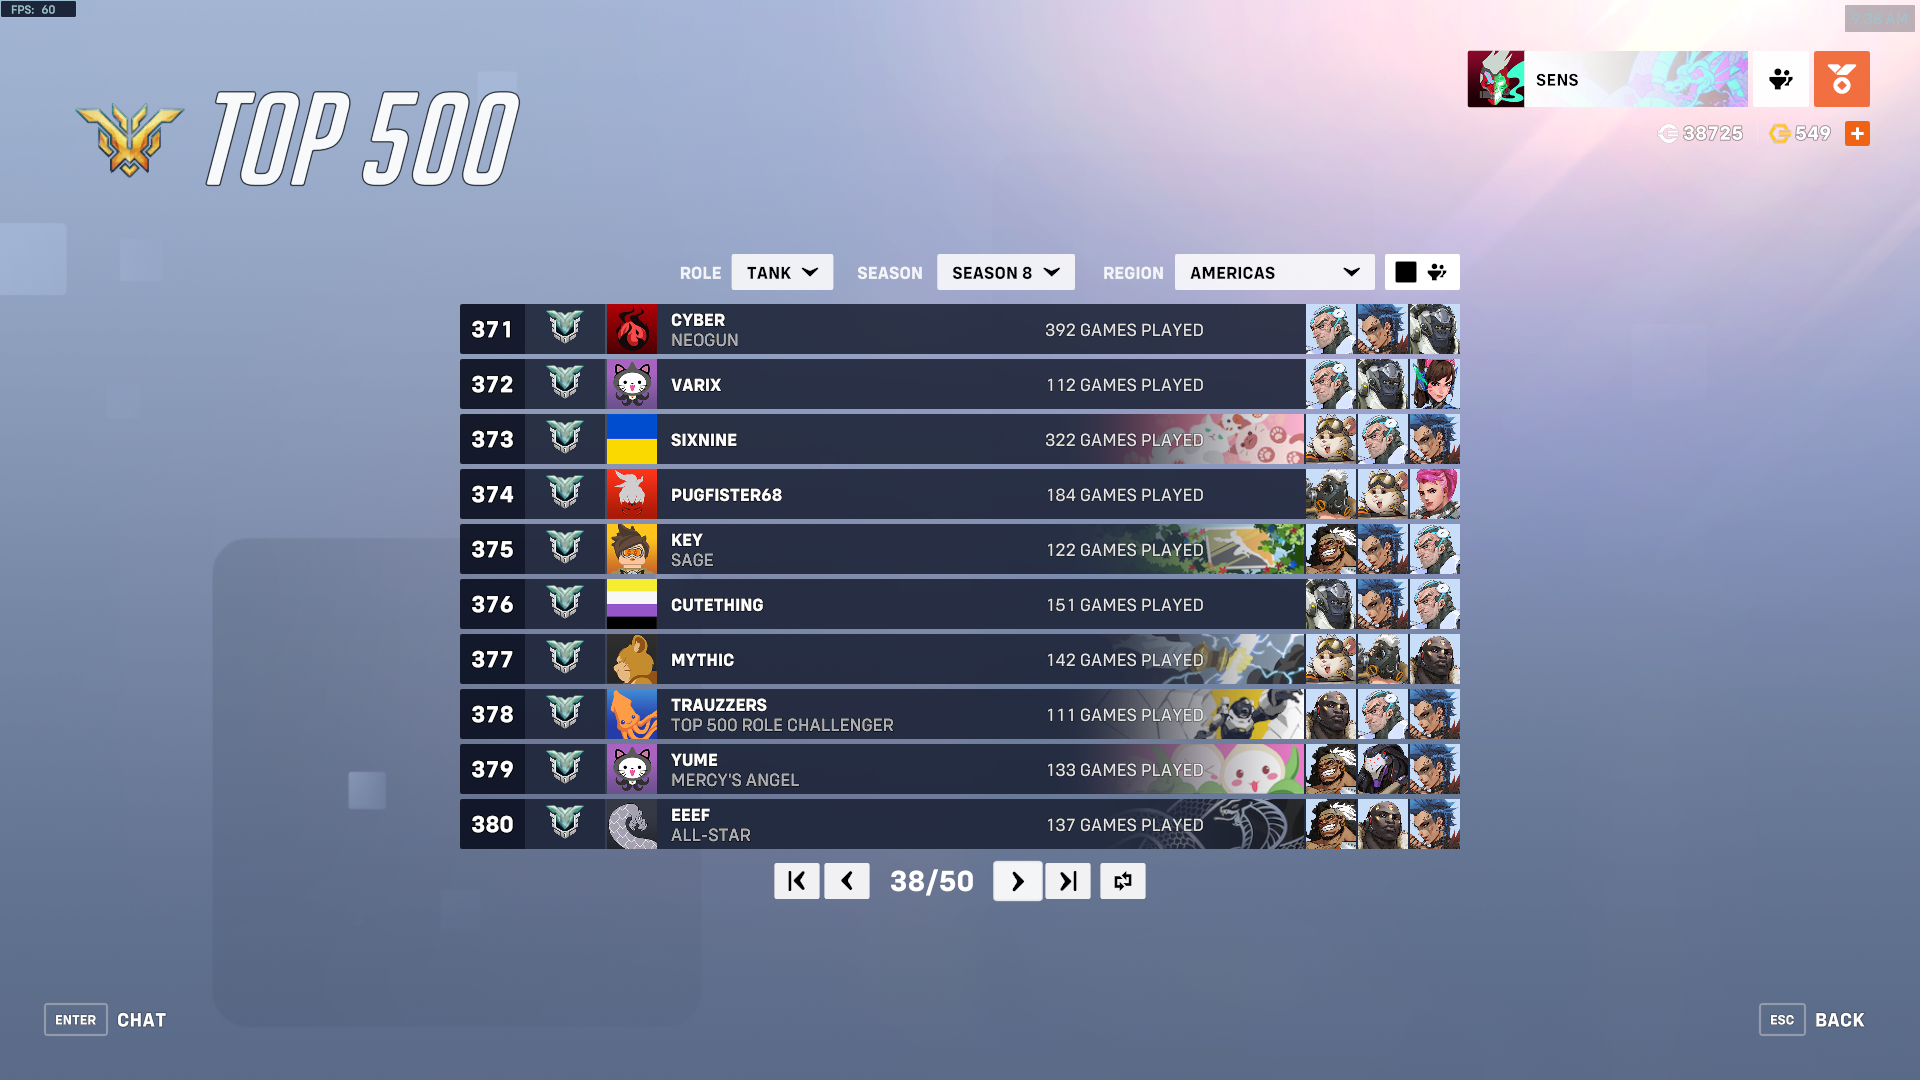 FPS: 60
TOP 500
SENS
38725
549
ROLE TANK SEASON SEASON 8 REGION AMERICAS
371 CYBER 392 GAMES PLAYED
NEOGUN
372 VARIX 112 GAMES PLAYED
373 SIXNINE 322 GAMES PLAYED
374 PUGFISTER68 184 GAMES PLAYED
375 KEY 122 GAMES PLAYED
SAGE
376 CUTETHING 151 GAMES PLAYED
377 MYTHIC 142 GAMES PLAYED
378 TRAUZZERS 111 GAMES PLAYED
TOP 500 ROLE CHALLENGER
379 YUME 133 GAMES PLAYED
MERCY'S ANGEL
380 EEEF 137 GAMES PLAYED
ALL-STAR
38/50
ENTER CHAT
ESC BACK